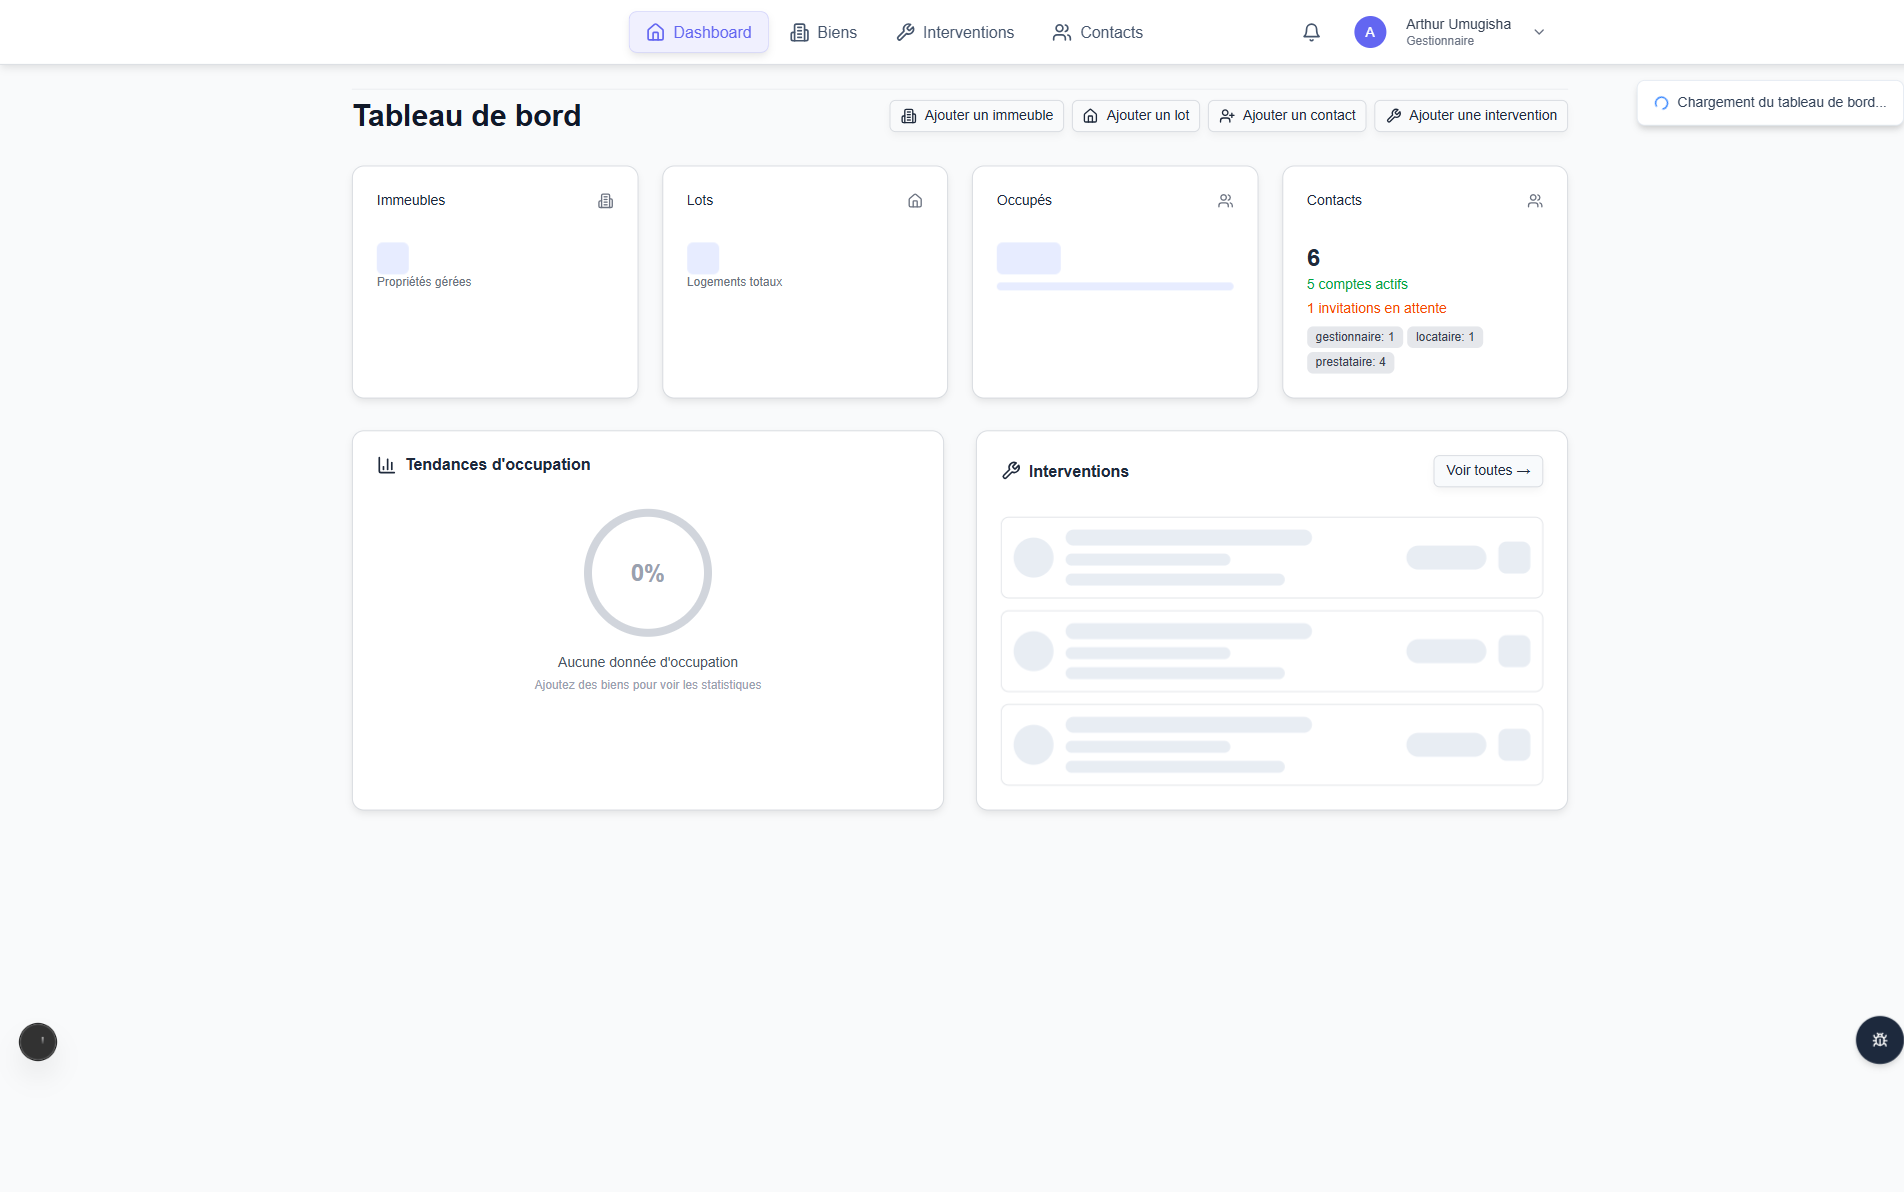 Dashboard
Biens
Interventions
Contacts
A
Arthur Umugisha
Gestionnaire
Chargement du tableau de bord...
Tableau de bord
Ajouter un immeuble
Ajouter un lot
Ajouter un contact
Ajouter une intervention
Immeubles
Propriétés gérées
Lots
Logements totaux
Occupés
Contacts
6
5 comptes actifs
1 invitations en attente
gestionnaire: 1
locataire: 1
prestataire: 4
Tendances d'occupation
0%
Aucune donnée d'occupation
Ajoutez des biens pour voir les statistiques
Interventions
Voir toutes →